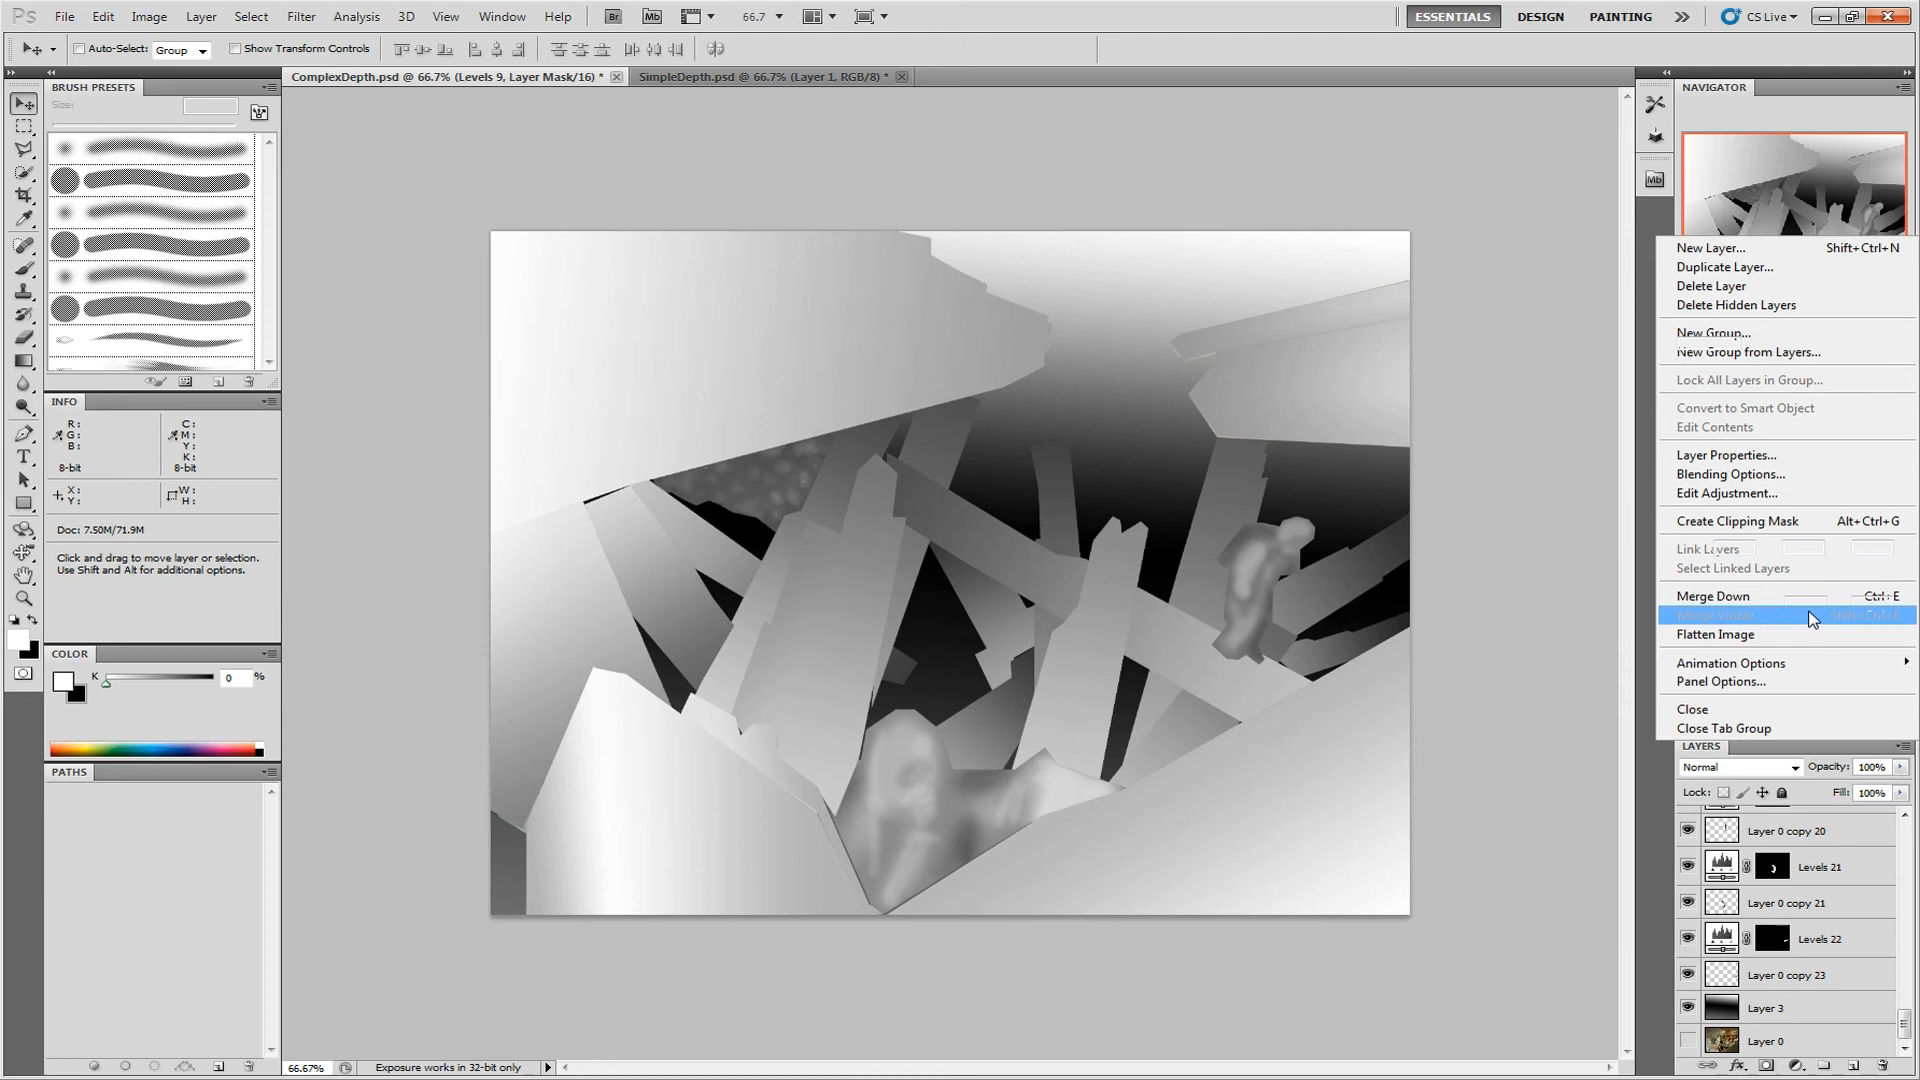 Ps File Edit Image Layer Select Filter Analysis 3D View Window Help Br Mb 66.7 ESSENTIALS DESIGN PAINTING CS Live
Auto-Select: Group Show Transform Controls
ComplexDepth.psd @ 66.7% (Levels 9, Layer Mask/16) * SimpleDepth.psd @ 66.7% (Layer 1, RGB/8) *
BRUSH PRESETS
Size:
INFO
R: C:
G: M:
B: Y:
K:
8-bit 8-bit
X: W:
Y: H:
Doc: 7.50M/71.9M
Click and drag to move layer or selection.
Use Shift and Alt for additional options.
COLOR
K 0 %
PATHS
66.67% Exposure works in 32-bit only
NAVIGATOR
Mb
New Layer... Shift+Ctrl+N
Duplicate Layer...
Delete Layer
Delete Hidden Layers
New Group...
New Group from Layers...
Lock All Layers in Group...
Convert to Smart Object
Edit Contents
Layer Properties...
Blending Options...
Edit Adjustment...
Create Clipping Mask Alt+Ctrl+G
Link Layers
Select Linked Layers
Merge Down Ctrl+E
Merge Visible Shift+Ctrl+E
Flatten Image
Animation Options
Panel Options...
Close
Close Tab Group
LAYERS
Normal Opacity: 100%
Lock: Fill: 100%
Layer 0 copy 20
Levels 21
Layer 0 copy 21
Levels 22
Layer 0 copy 23
Layer 3
Layer 0